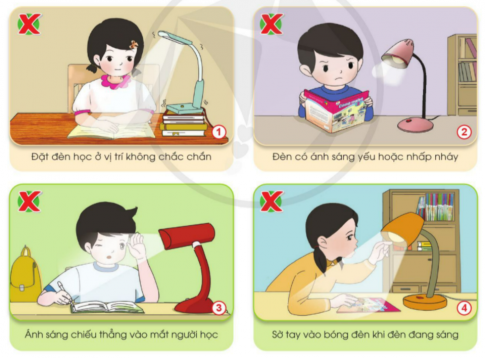 1
Đặt đèn học ở vị trí không chắc chắn
2
Đèn có ánh sáng yếu hoặc nhấp nháy
3
Ánh sáng chiếu thẳng vào mắt người học
4
Sờ tay vào bóng đèn khi đèn đang sáng